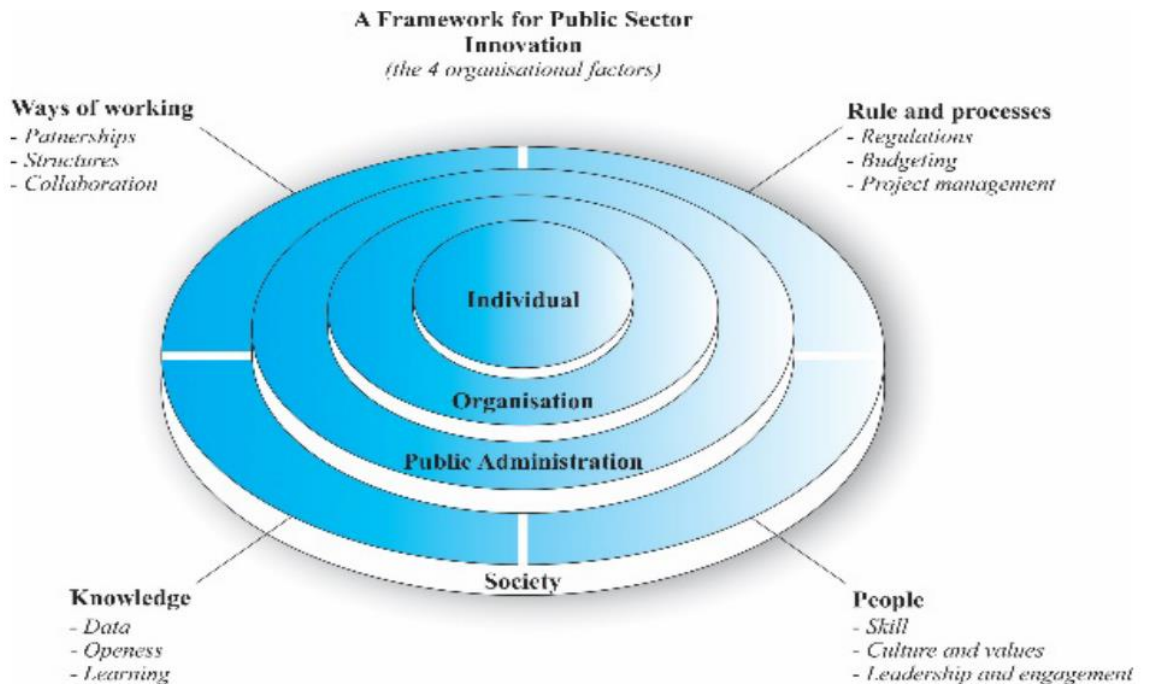 A Framework for Public Sector
Innovation
(the 4 organisational factors)
Ways of working
- Patnerships
- Structures
- Collaboration
Rule and processes
- Regulations
- Budgeting
- Project management
Individual
Organisation
Public Administration
Society
Knowledge
- Data
- Openess
- Learning
People
- Skill
- Culture and values
- Leadership and engagement